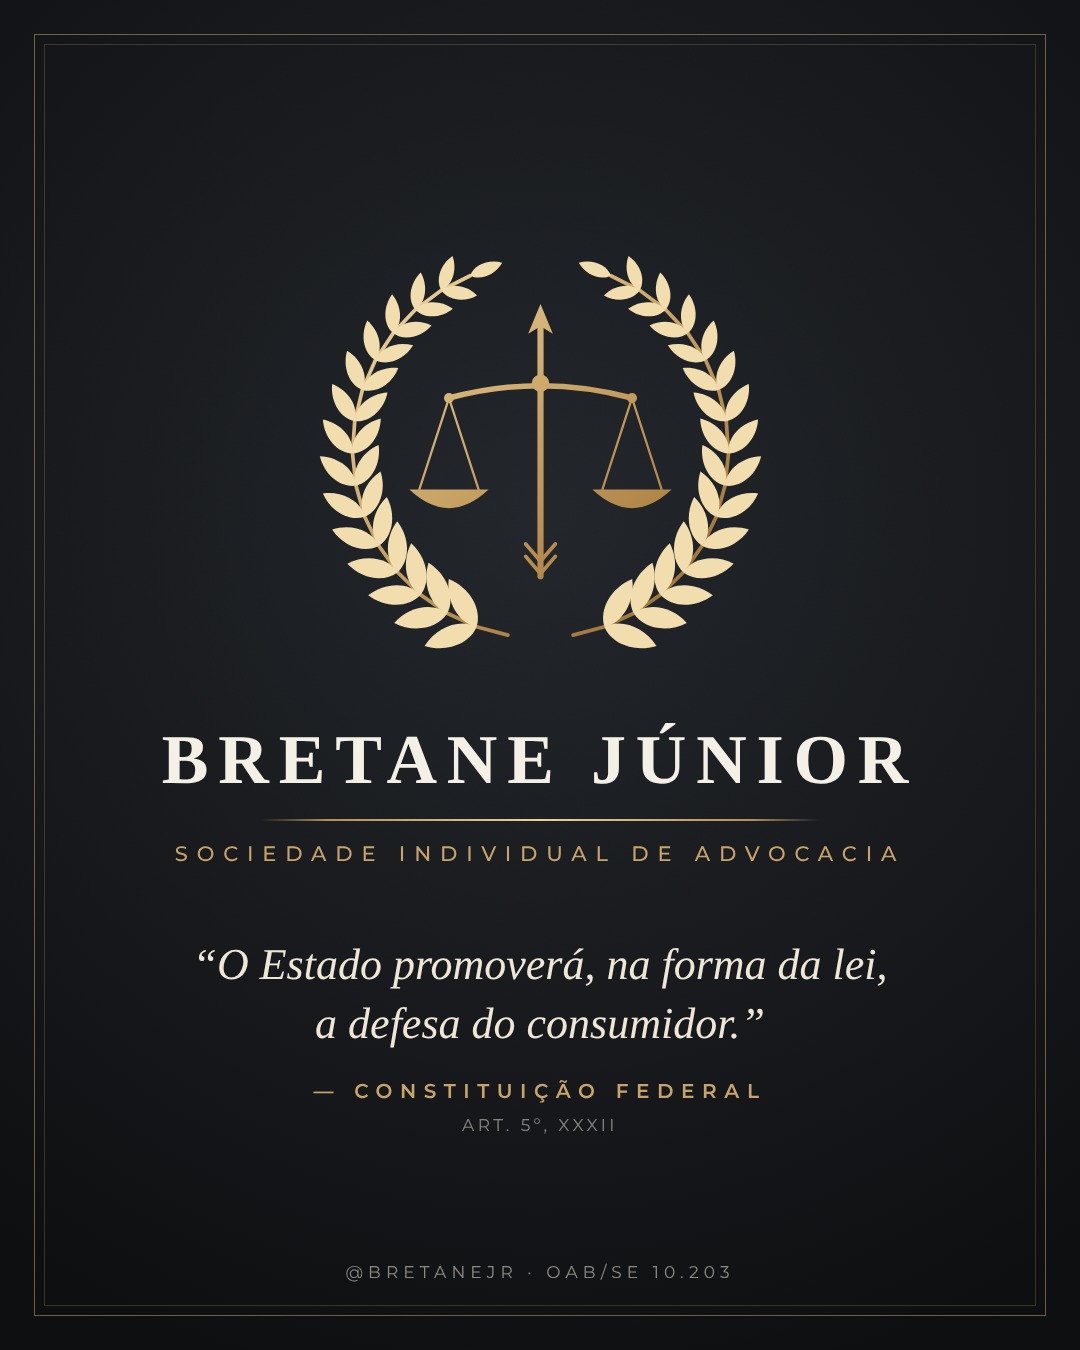 BRETANE JÚNIOR
SOCIEDADE INDIVIDUAL DE ADVOCACIA
“O Estado promoverá, na forma da lei,
a defesa do consumidor.”
— CONSTITUIÇÃO FEDERAL
ART. 5º, XXXII
@BRETANEJR · OAB/SE 10.203